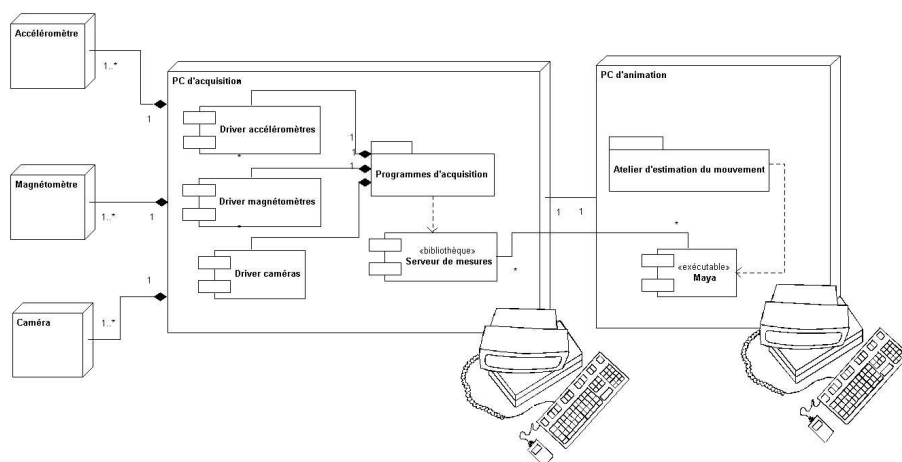 Accéléromètre
1..*
1
Magnétomètre
1..*
1
Caméra
1..*
1
PC d'acquisition
Driver accéléromètres
*
Driver magnétomètres
*
Driver caméras
1
1
1
Programmes d'acquisition
«bibliothèque»
Serveur de mesures
*
1
1
PC d'animation
Atelier d'estimation du mouvement
*
«exécutable»
Maya